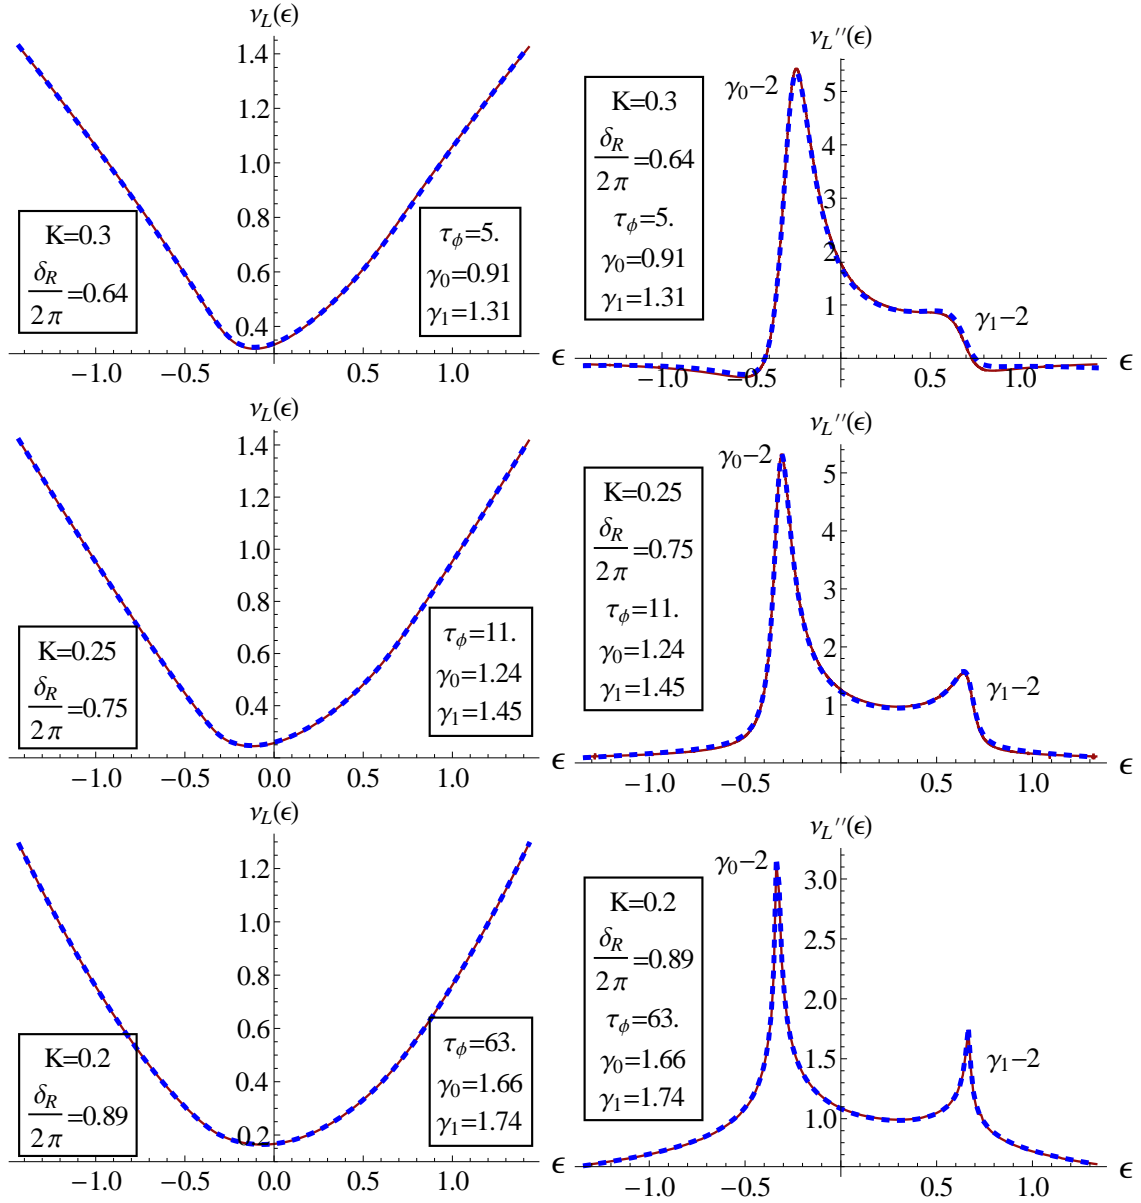 ν_L(ϵ)
1.4
1.2
1.0
0.8
0.6
0.4
K=0.3
δ_R/2π=0.64
τ_ϕ=5.
γ_0=0.91
γ_1=1.31
−1.0 −0.5 0.0 0.5 1.0 ϵ
ν_L′′(ϵ)
γ_0−2
5
4
3
2
1
K=0.3
δ_R/2π=0.64
τ_ϕ=5.
γ_0=0.91
γ_1=1.31
γ_1−2
−1.0 −0.5 0.5 1.0 ϵ
ν_L(ϵ)
1.4
1.2
1.0
0.8
0.6
0.4
K=0.25
δ_R/2π=0.75
τ_ϕ=11.
γ_0=1.24
γ_1=1.45
−1.0 −0.5 0.0 0.5 1.0 ϵ
ν_L′′(ϵ)
γ_0−2
5
4
3
2
1
K=0.25
δ_R/2π=0.75
τ_ϕ=11.
γ_0=1.24
γ_1=1.45
γ_1−2
−0.5 0.5 1.0 ϵ
ν_L(ϵ)
1.2
1.0
0.8
0.6
0.4
0.2
K=0.2
δ_R/2π=0.89
τ_ϕ=63.
γ_0=1.66
γ_1=1.74
−1.0 −0.5 0.0 0.5 1.0 ϵ
ν_L′′(ϵ)
γ_0−2
3.0
2.5
2.0
1.5
1.0
K=0.2
δ_R/2π=0.89
τ_ϕ=63.
γ_0=1.66
γ_1=1.74
γ_1−2
−1.0 −0.5 0.5 1.0 ϵ